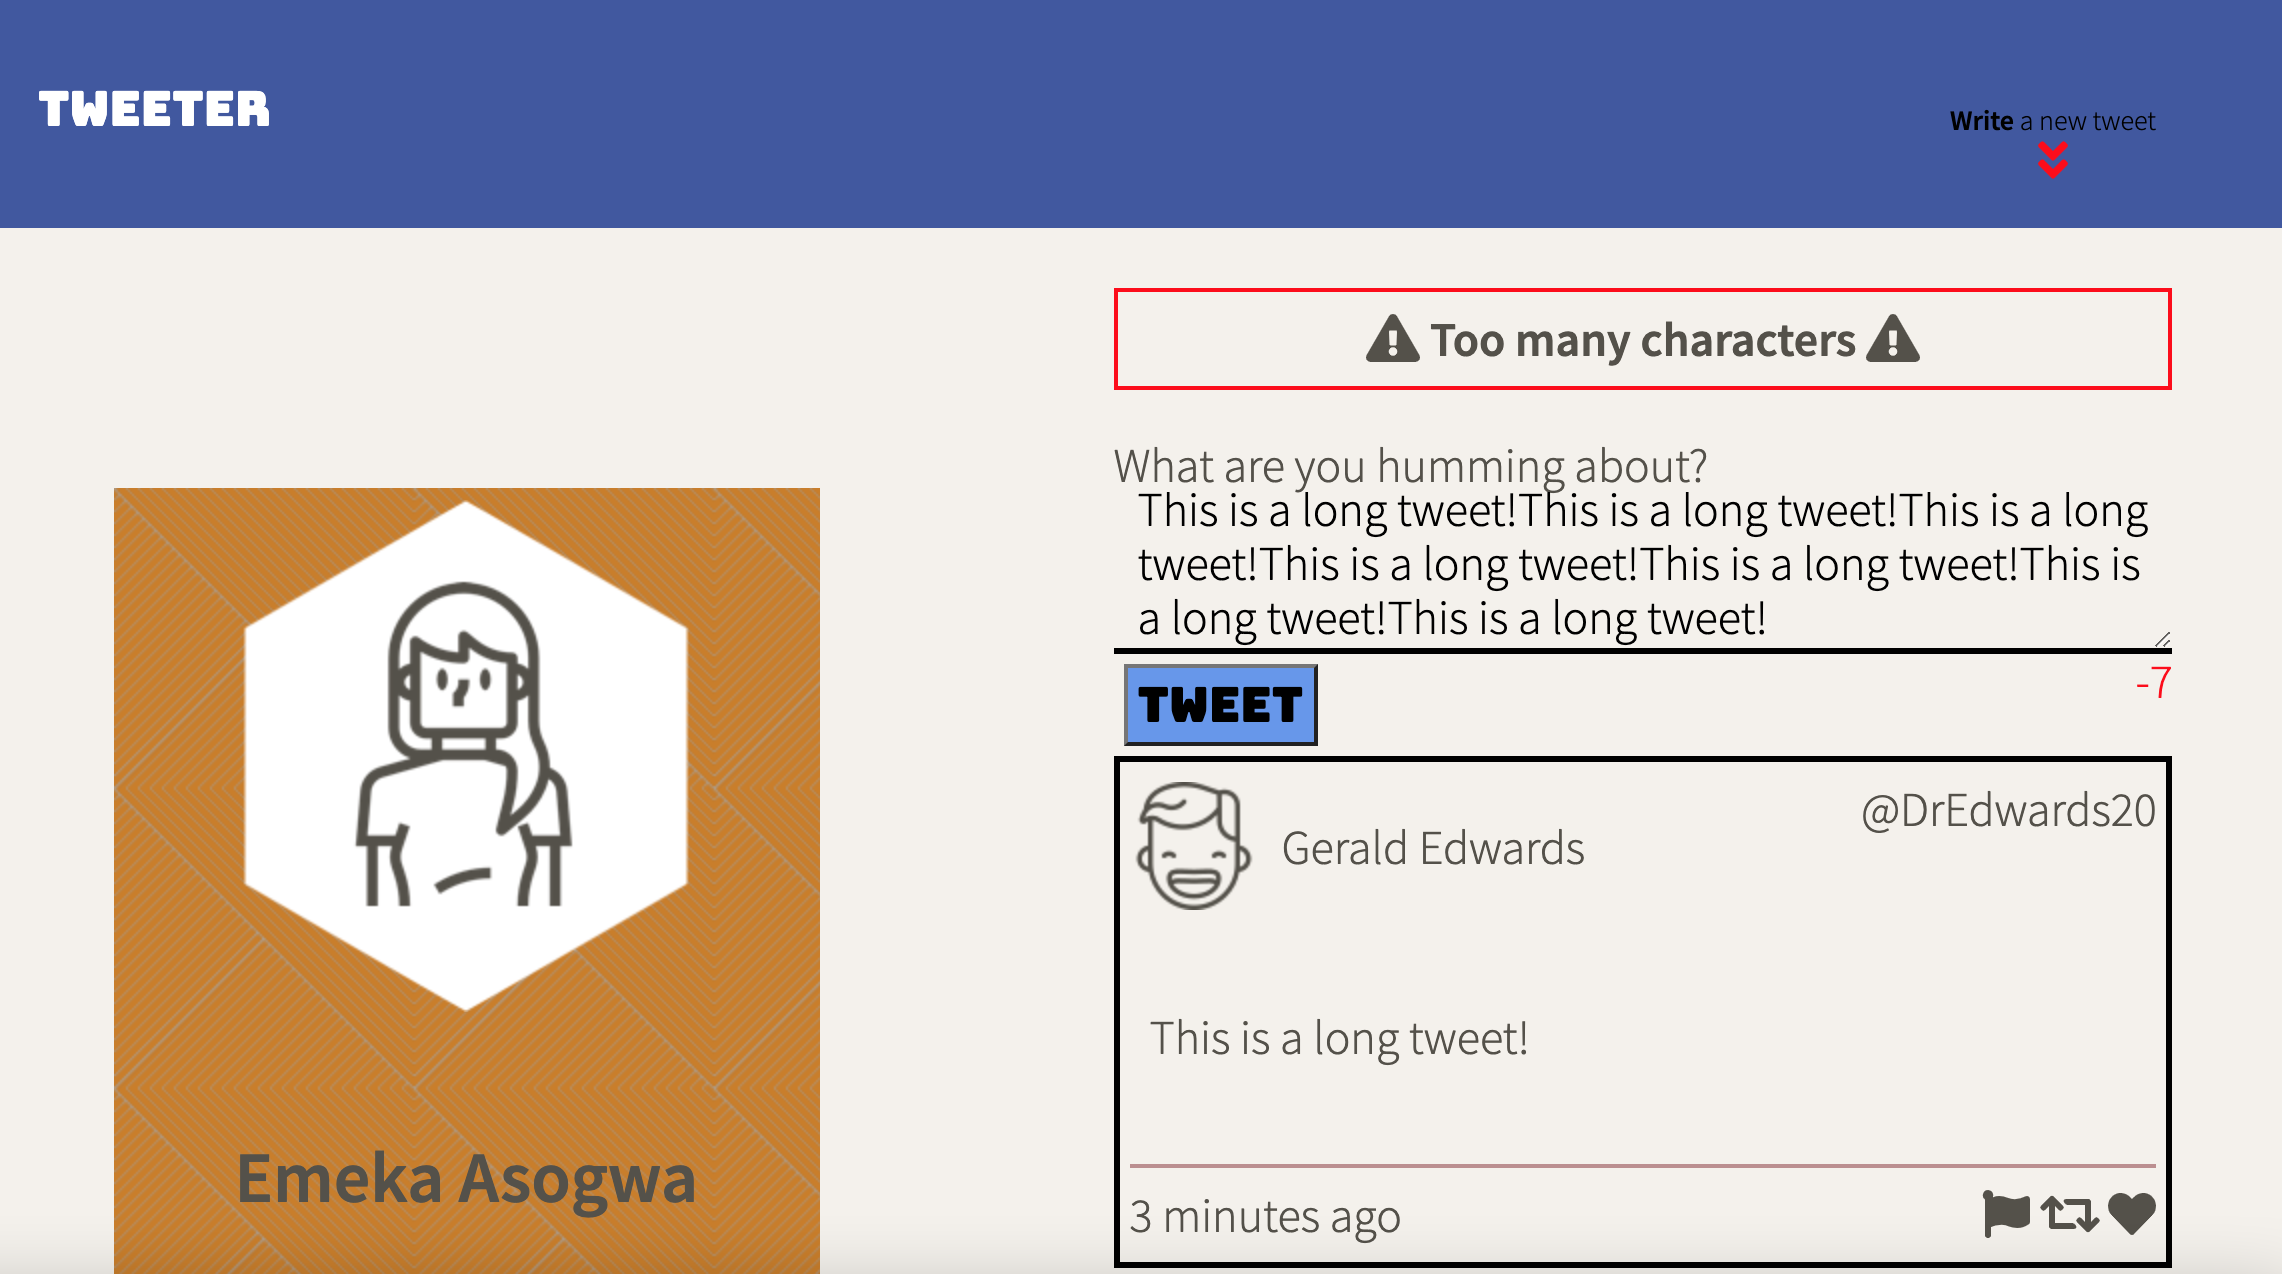 TWEETER
Write a new tweet
Too many characters
What are you humming about?
This is a long tweet!This is a long tweet!This is a long
tweet!This is a long tweet!This is a long tweet!This is
a long tweet!This is a long tweet!
-7
TWEET
Gerald Edwards
@DrEdwards20
This is a long tweet!
3 minutes ago
Emeka Asogwa